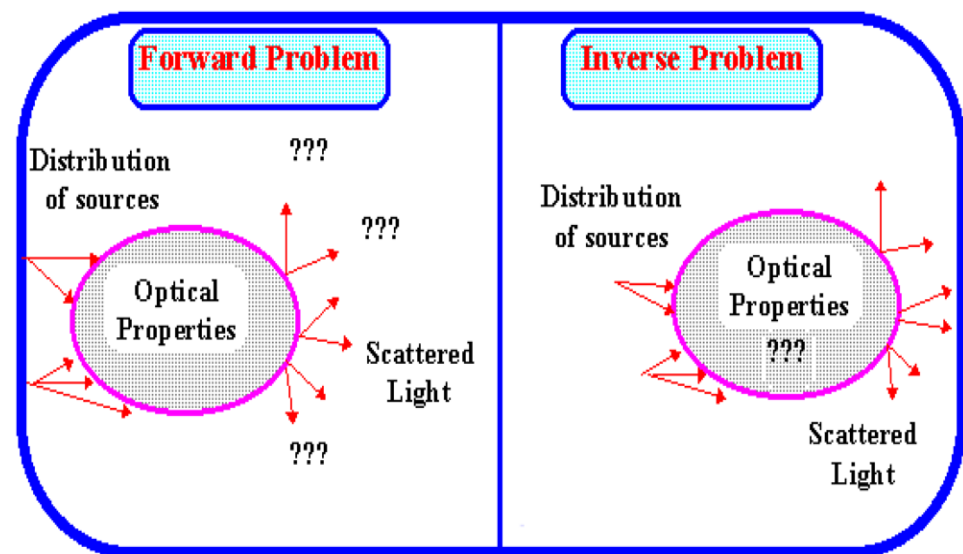 Forward Problem
???
Distribution
of sources
???
Optical
Properties
Scattered
Light
???
Inverse Problem
Distribution
of sources
Optical
Properties
???
Scattered
Light